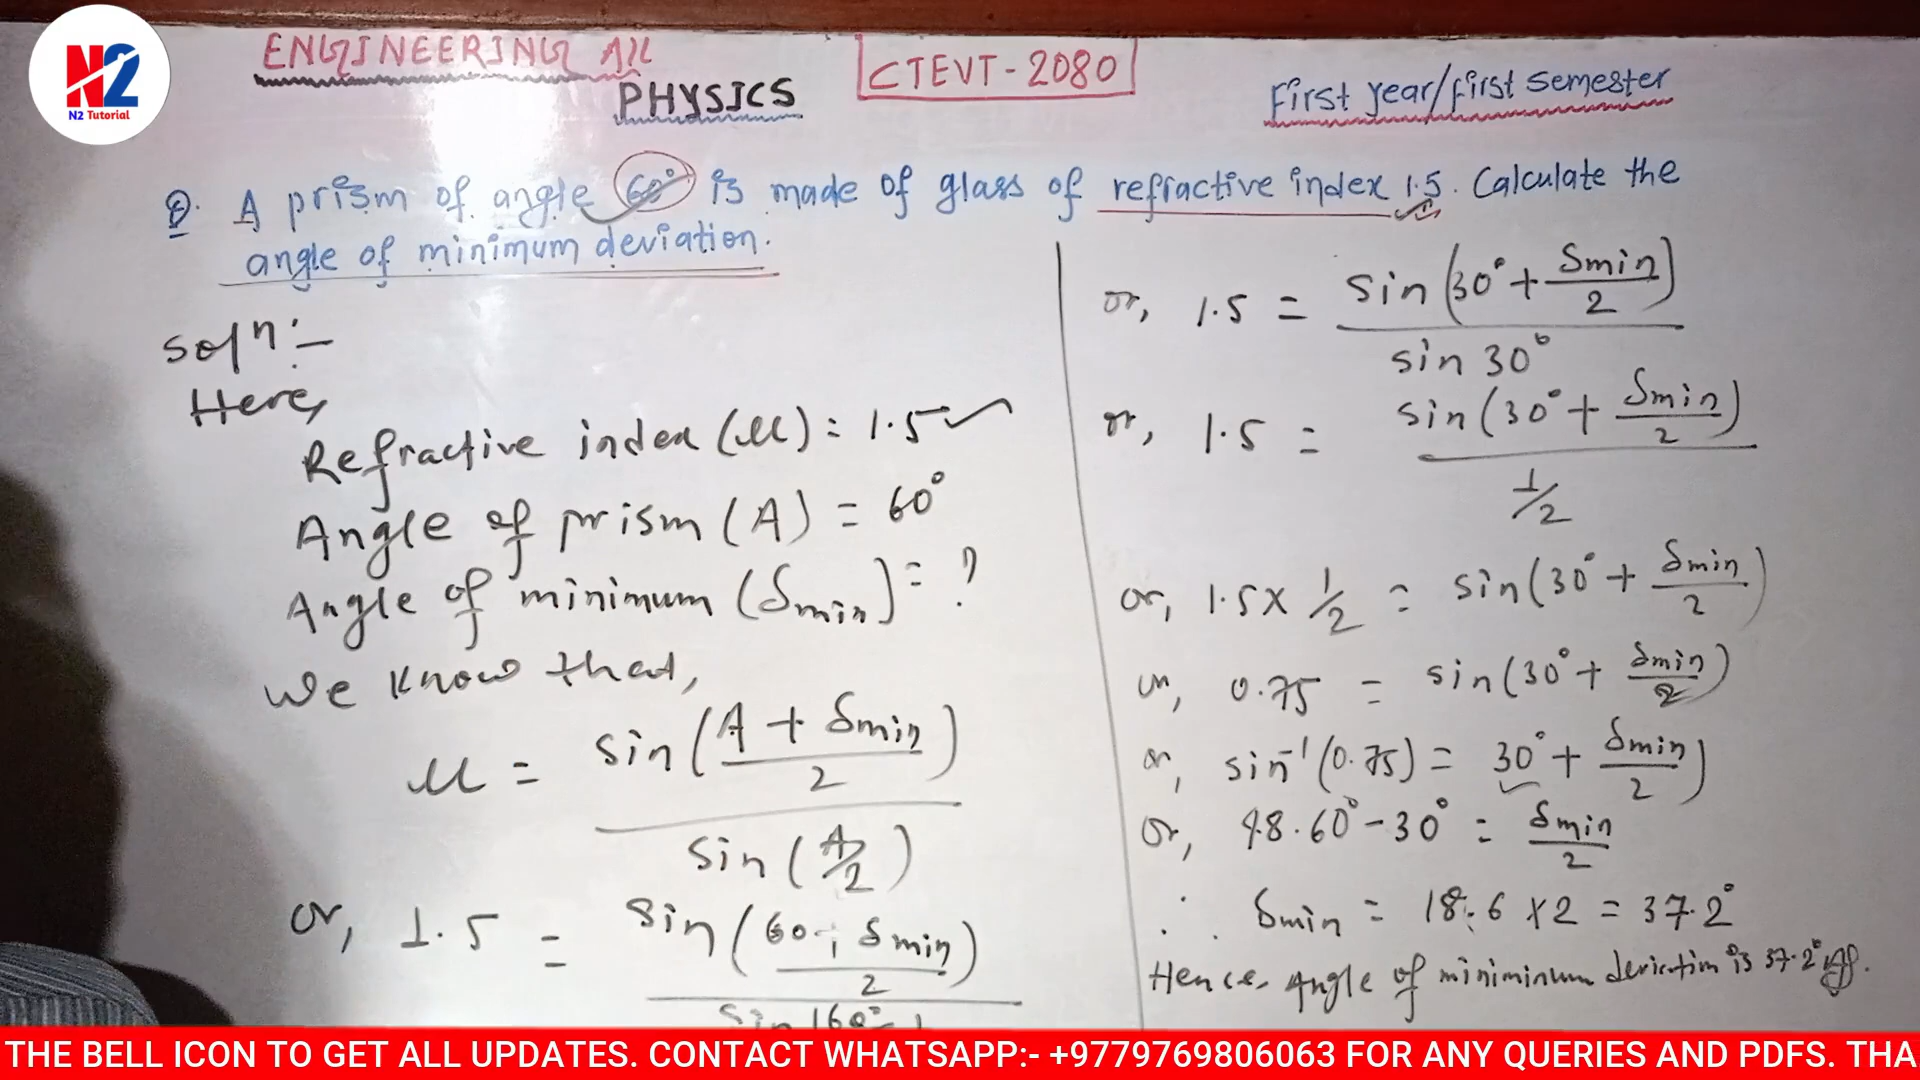 N2
N2 Tutorial
ENGINEERING All
PHYSICS
CTEVT-2080
First year/first semester
Q. A prism of angle 60° is made of glass of refractive index 1.5. Calculate the
angle of minimum deviation.
Solⁿ:-
Here,
Refractive index (μ) = 1.5
Angle of prism (A) = 60°
Angle of minimum (δmin) = ?
We know that,
μ = sin(A + δmin / 2) / sin(A/2)
or, 1.5 = sin(60 + δmin / 2)
or, 1.5 = sin(30° + δmin/2) / sin 30°
or, 1.5 = sin(30° + δmin/2) / 1/2
or, 1.5 x 1/2 = sin(30° + δmin/2)
or, 0.75 = sin(30° + δmin/2)
or, sin⁻¹(0.75) = 30° + δmin/2)
or, 48.60° - 30° = δmin/2
∴ δmin = 18.6 x 2 = 37.2°
Hence, Angle of is 37.2°
THE BELL ICON TO GET ALL UPDATES. CONTACT WHATSAPP:- +9779769806063 FOR ANY QUERIES AND PDFS. THA